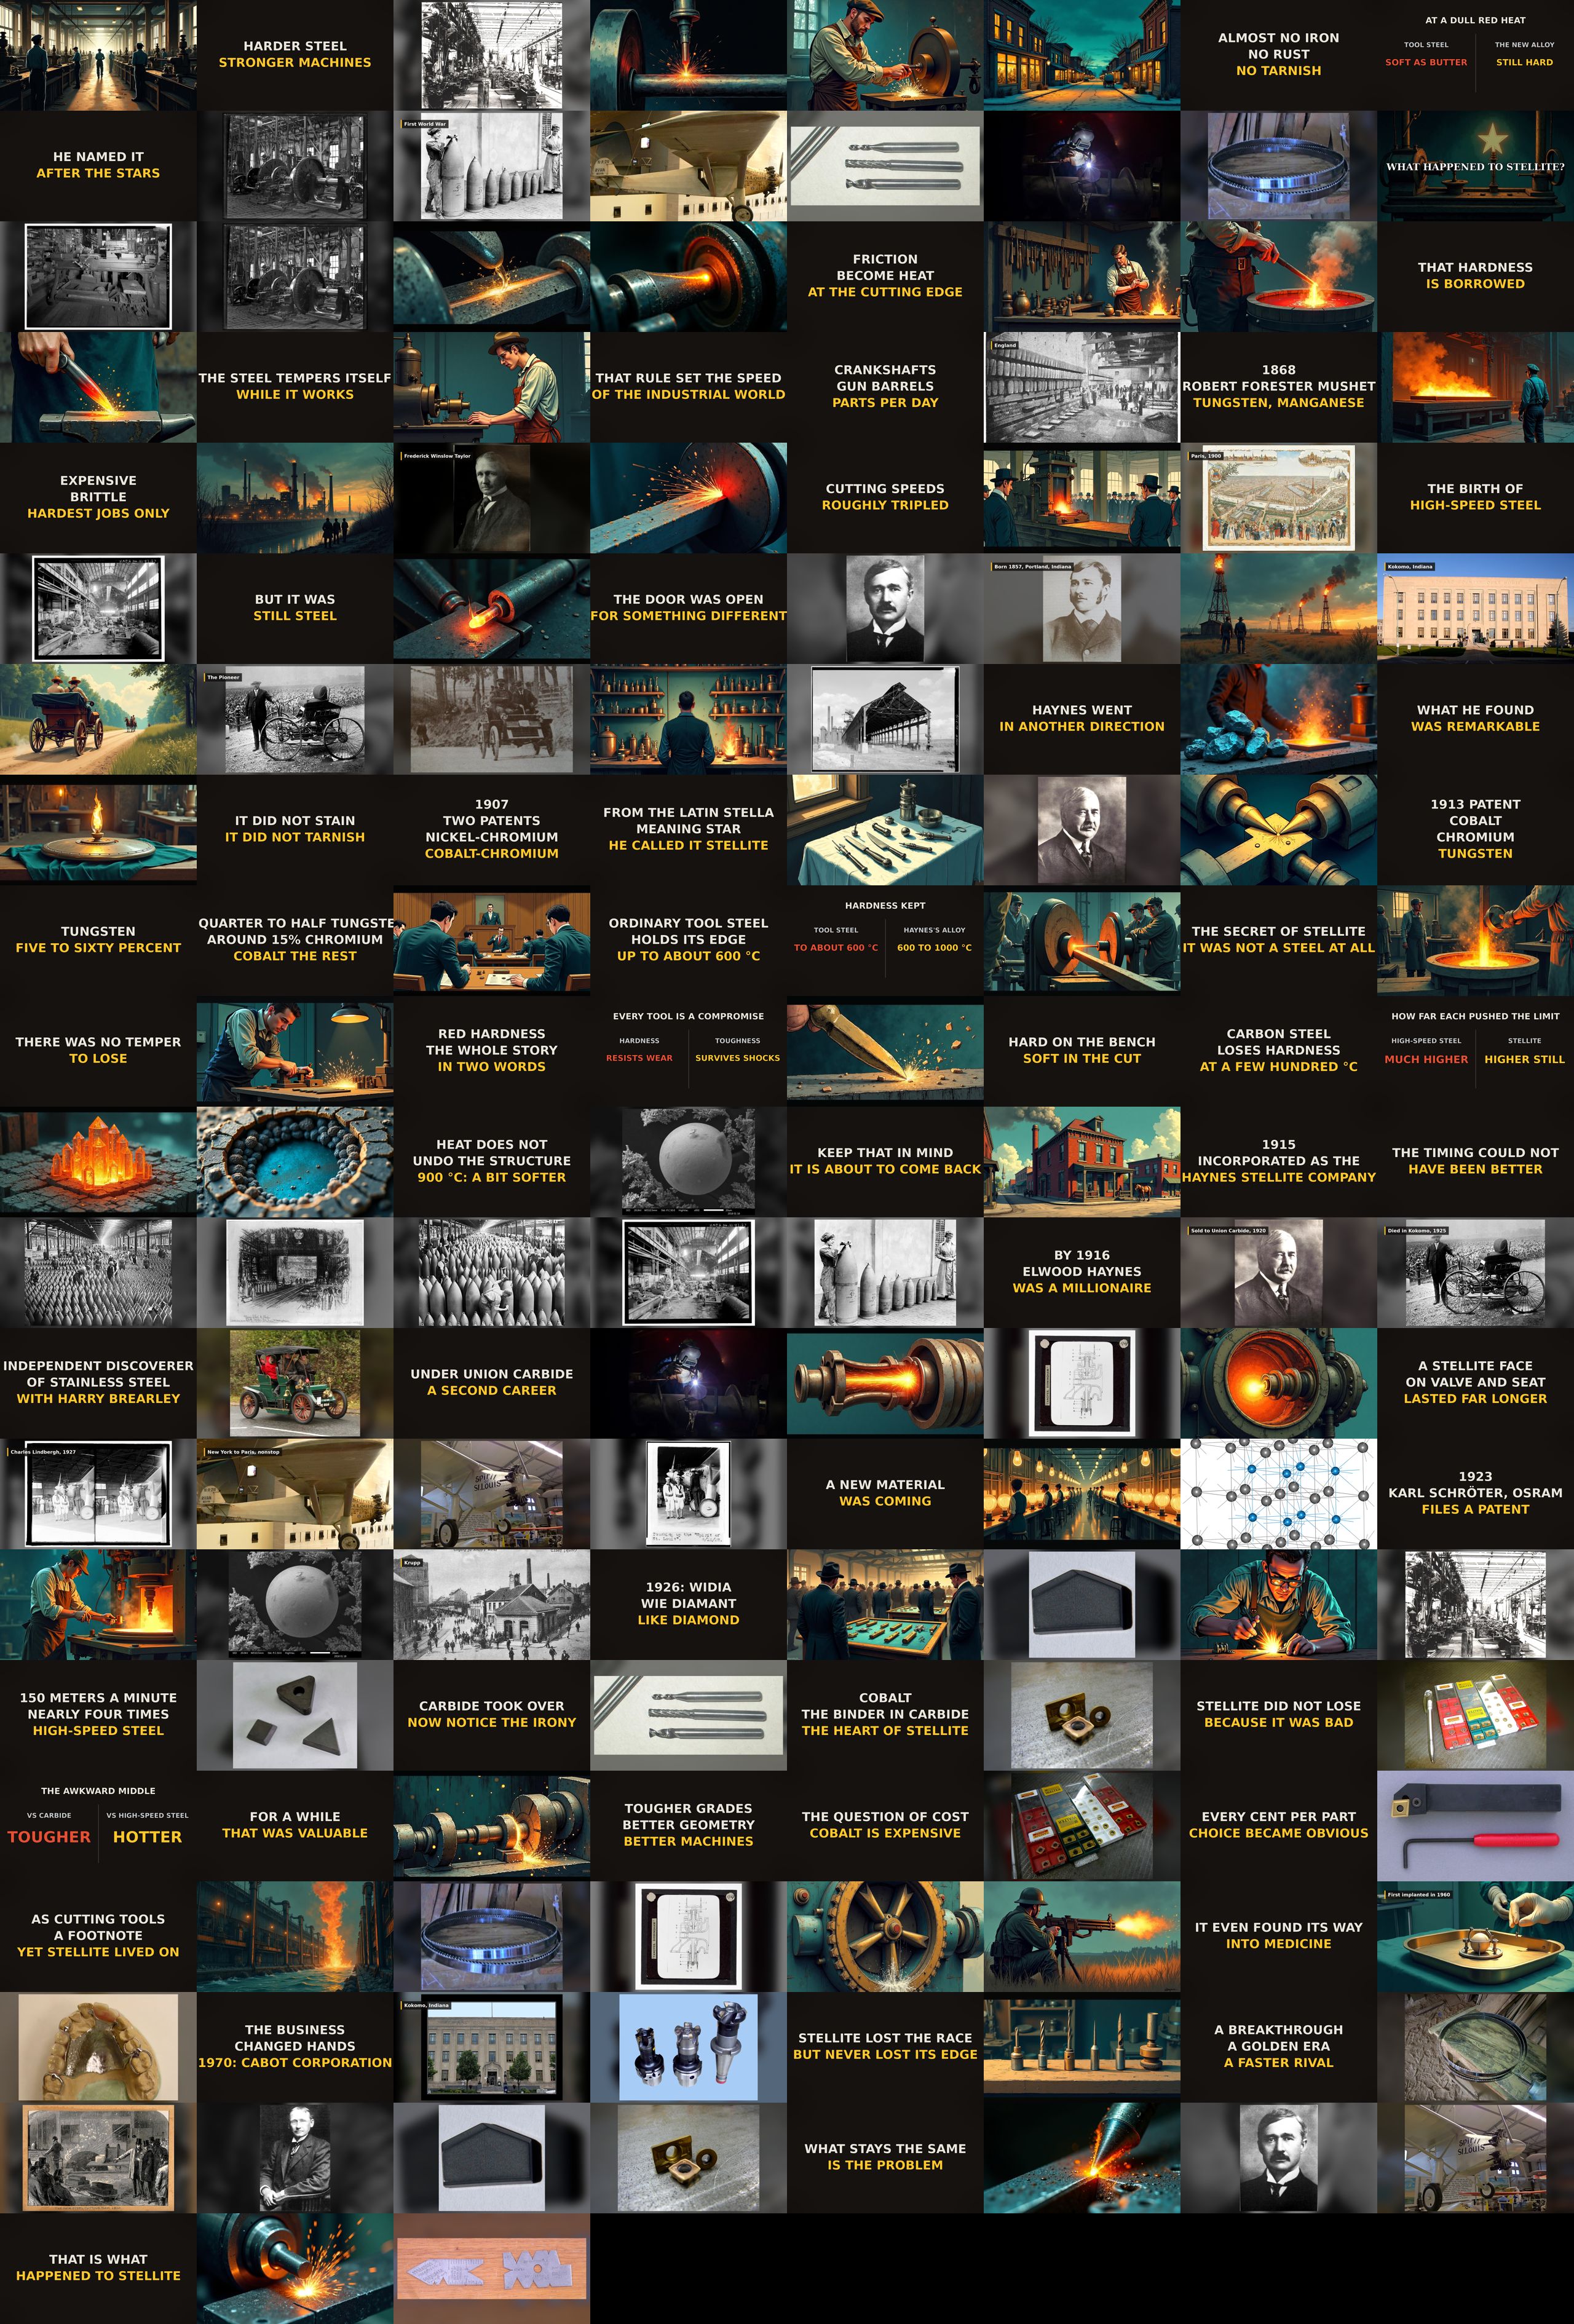 HARDER STEEL
STRONGER MACHINES
ALMOST NO IRON
NO RUST
NO TARNISH
AT A DULL RED HEAT
TOOL STEEL
THE NEW ALLOY
SOFT AS BUTTER
STILL HARD
HE NAMED IT
AFTER THE STARS
First World War
WHAT HAPPENED TO STELLITE?
FRICTION
BECOME HEAT
AT THE CUTTING EDGE
THAT HARDNESS
IS BORROWED
THE STEEL TEMPERS ITSELF
WHILE IT WORKS
THAT RULE SET THE SPEED
OF THE INDUSTRIAL WORLD
CRANKSHAFTS
GUN BARRELS
PARTS PER DAY
England
1868
ROBERT FORESTER MUSHET
TUNGSTEN, MANGANESE
EXPENSIVE
BRITTLE
HARDEST JOBS ONLY
Frederick Winslow Taylor
CUTTING SPEEDS
ROUGHLY TRIPLED
Paris, 1900
THE BIRTH OF
HIGH-SPEED STEEL
BUT IT WAS
STILL STEEL
THE DOOR WAS OPEN
FOR SOMETHING DIFFERENT
Born 1857, Portland, Indiana
Kokomo, Indiana
The Pioneer
HAYNES WENT
IN ANOTHER DIRECTION
WHAT HE FOUND
WAS REMARKABLE
IT DID NOT STAIN
IT DID NOT TARNISH
1907
TWO PATENTS
NICKEL-CHROMIUM
COBALT-CHROMIUM
FROM THE LATIN STELLA
MEANING STAR
HE CALLED IT STELLITE
1913 PATENT
COBALT
CHROMIUM
TUNGSTEN
TUNGSTEN
FIVE TO SIXTY PERCENT
QUARTER TO HALF TUNGSTE
AROUND 15% CHROMIUM
COBALT THE REST
ORDINARY TOOL STEEL
HOLDS ITS EDGE
UP TO ABOUT 600 °C
HARDNESS KEPT
TOOL STEEL
HAYNES'S ALLOY
TO ABOUT 600 °C
600 TO 1000 °C
THE SECRET OF STELLITE
IT WAS NOT A STEEL AT ALL
THERE WAS NO TEMPER
TO LOSE
RED HARDNESS
THE WHOLE STORY
IN TWO WORDS
EVERY TOOL IS A COMPROMISE
HARDNESS
TOUGHNESS
RESISTS WEAR
SURVIVES SHOCKS
HARD ON THE BENCH
SOFT IN THE CUT
CARBON STEEL
LOSES HARDNESS
AT A FEW HUNDRED °C
HOW FAR EACH PUSHED THE LIMIT
HIGH-SPEED STEEL
STELLITE
MUCH HIGHER
HIGHER STILL
HEAT DOES NOT
UNDO THE STRUCTURE
900 °C: A BIT SOFTER
KEEP THAT IN MIND
IT IS ABOUT TO COME BACK
1915
INCORPORATED AS THE
HAYNES STELLITE COMPANY
THE TIMING COULD NOT
HAVE BEEN BETTER
BY 1916
ELWOOD HAYNES
WAS A MILLIONAIRE
Sold to Union Carbide, 1920
Died in Kokomo, 1925
INDEPENDENT DISCOVERER
OF STAINLESS STEEL
WITH HARRY BREARLEY
UNDER UNION CARBIDE
A SECOND CAREER
A STELLITE FACE
ON VALVE AND SEAT
LASTED FAR LONGER
Charles Lindbergh, 1927
New York to Paris, nonstop
SPIRIT
ST. LOUIS
A NEW MATERIAL
WAS COMING
1923
KARL SCHRÖTER, OSRAM
FILES A PATENT
Krupp
1926: WIDIA
WIE DIAMANT
LIKE DIAMOND
150 METERS A MINUTE
NEARLY FOUR TIMES
HIGH-SPEED STEEL
CARBIDE TOOK OVER
NOW NOTICE THE IRONY
COBALT
THE BINDER IN CARBIDE
THE HEART OF STELLITE
STELLITE DID NOT LOSE
BECAUSE IT WAS BAD
THE AWKWARD MIDDLE
VS CARBIDE
VS HIGH-SPEED STEEL
TOUGHER
HOTTER
FOR A WHILE
THAT WAS VALUABLE
TOUGHER GRADES
BETTER GEOMETRY
BETTER MACHINES
THE QUESTION OF COST
COBALT IS EXPENSIVE
EVERY CENT PER PART
CHOICE BECAME OBVIOUS
AS CUTTING TOOLS
A FOOTNOTE
YET STELLITE LIVED ON
IT EVEN FOUND ITS WAY
INTO MEDICINE
First implanted in 1960
THE BUSINESS
CHANGED HANDS
1970: CABOT CORPORATION
Kokomo, Indiana
STELLITE LOST THE RACE
BUT NEVER LOST ITS EDGE
A BREAKTHROUGH
A GOLDEN ERA
A FASTER RIVAL
WHAT STAYS THE SAME
IS THE PROBLEM
THAT IS WHAT
HAPPENED TO STELLITE